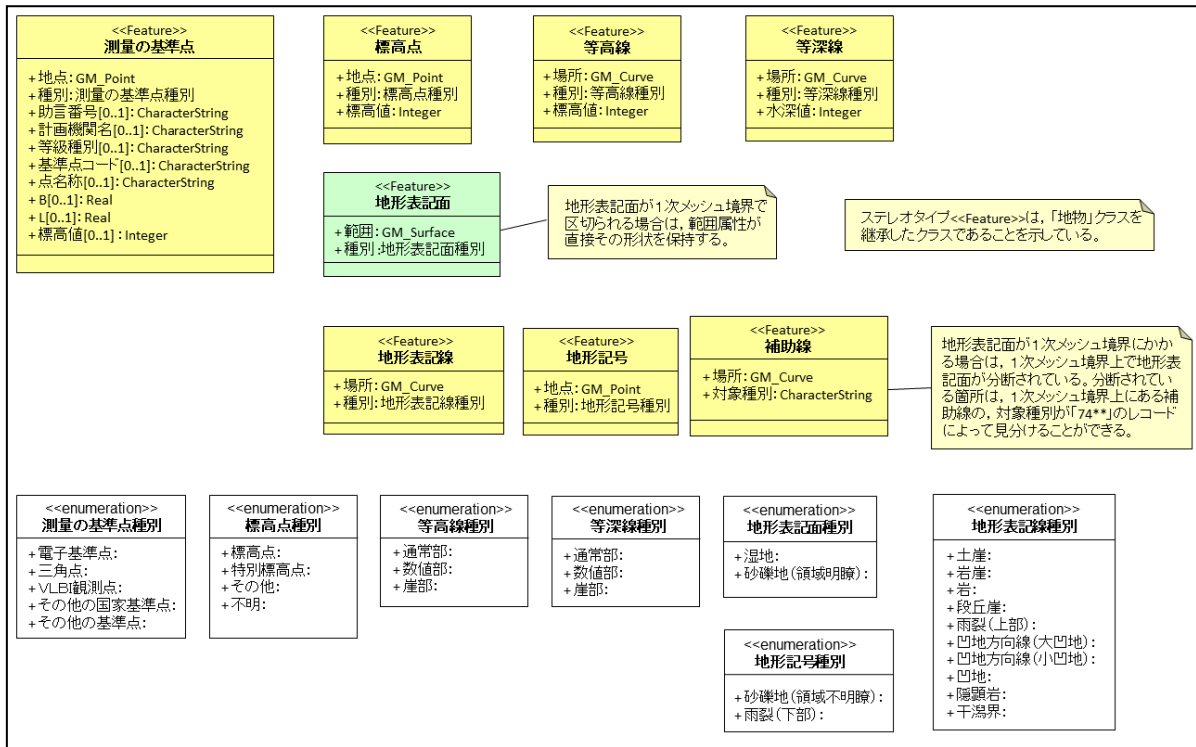 <<Feature>>
測量の基準点
+地点: GM_Point
+種別:測量の基準点種別
+助言番号[0..1]: CharacterString
+計画機関名[0..1]: CharacterString
+等級種別[0..1]: CharacterString
+基準点コード[0..1]: CharacterString
+点名称[0..1]: CharacterString
+B[0..1]: Real
+L[0..1]: Real
+標高値[0..1] : Integer
<<Feature>>
標高点
+地点: GM_Point
+種別:標高点種別
+標高値: Integer
<<Feature>>
等高線
+場所: GM_Curve
+種別:等高線種別
+標高値: Integer
<<Feature>>
等深線
+場所: GM_Curve
+種別:等深線種別
+水深値: Integer
<<Feature>>
地形表記面
+範囲: GM_Surface
+種別:地形表記面種別
地形表記面が1次メッシュ境界で
区切られる場合は、範囲属性が
直接その形状を保持する。
ステレオタイプ<<Feature>>は,「地物」クラスを
継承したクラスであることを示している。
<<Feature>>
地形表記線
+場所: GM_Curve
+種別:地形表記線種別
<<Feature>>
地形記号
+地点: GM_Point
+種別:地形記号種別
<<Feature>>
補助線
+場所: GM_Curve
+対象種別: CharacterString
地形表記面が1次メッシュ境界にかか
る場合は、1次メッシュ境界上で地形表
記面が分断されている。分断されてい
る箇所は、1次メッシュ境界上にある補
助線の、対象種別が「74**」のレコード
によって見分けることができる。
<<enumeration>>
測量の基準点種別
+電子基準点:
+三角点:
+VLBI観測点:
+その他の国家基準点:
+その他の基準点:
<<enumeration>>
標高点種別
+標高点:
+特別標高点:
+その他:
+不明:
<<enumeration>>
等高線種別
+通常部:
+数値部:
+崖部:
<<enumeration>>
等深線種別
+通常部:
+数値部:
+崖部:
<<enumeration>>
地形表記面種別
+湿地:
+砂礫地(領域明瞭):
<<enumeration>>
地形記号種別
+砂礫地(領域不明瞭):
+雨裂(下部):
<<enumeration>>
地形表記線種別
+土崖:
+岩崖:
+岩:
+段丘崖:
+雨裂(上部):
+凹地方向線(大凹地):
+凹地方向線(小凹地):
+凹地:
+隠顕岩:
+干潟界: